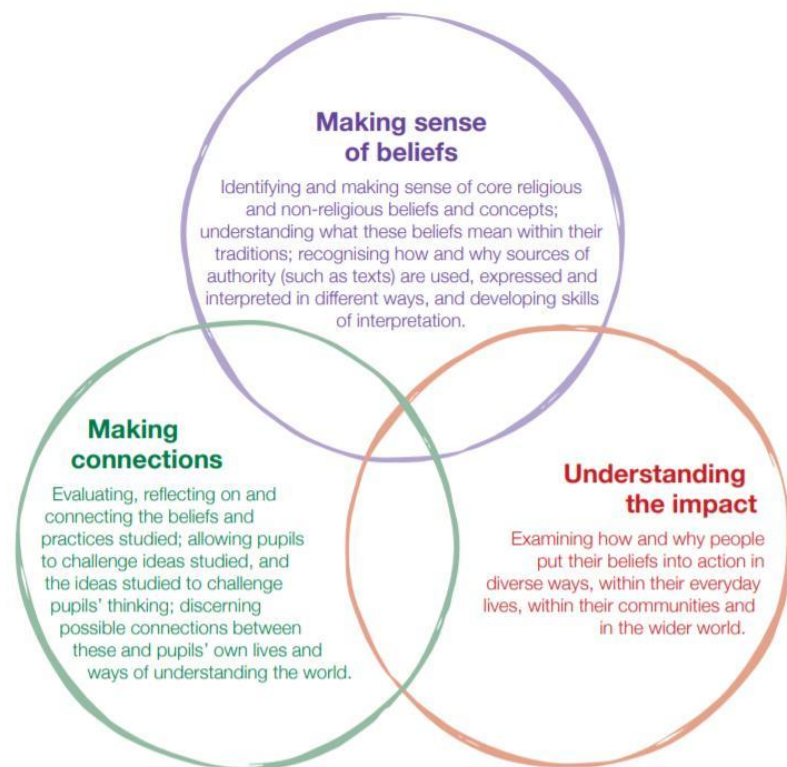 Making sense
of beliefs
Identifying and making sense of core religious
and non-religious beliefs and concepts;
understanding what these beliefs mean within their
traditions; recognising how and why sources of
authority (such as texts) are used, expressed and
interpreted in different ways, and developing skills
of interpretation.
Making
connections
Evaluating, reflecting on and
connecting the beliefs and
practices studied; allowing pupils
to challenge ideas studied, and
the ideas studied to challenge
pupils' thinking; discerning
possible connections between
these and pupils' own lives and
ways of understanding the world.
Understanding
the impact
Examining how and why people
put their beliefs into action in
diverse ways, within their everyday
lives, within their communities and
in the wider world.